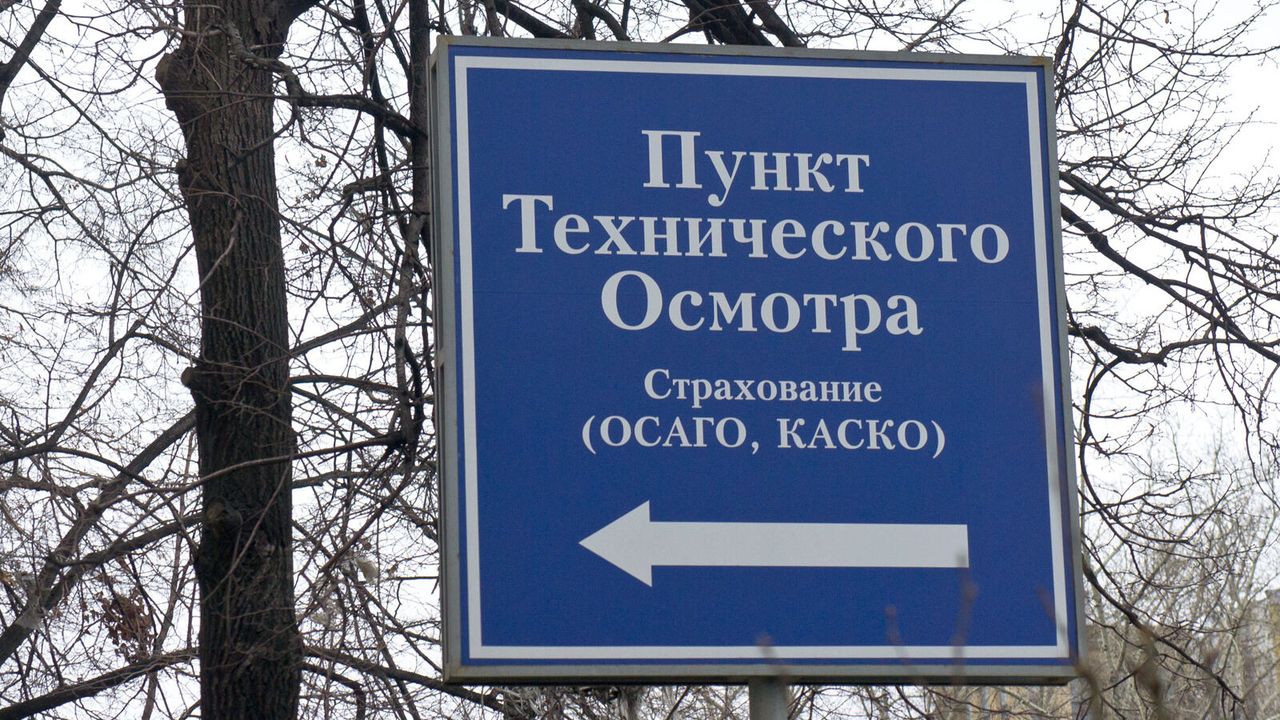 Пункт
Технического
Осмотра
Страхование
(ОСАГО, КАСКО)